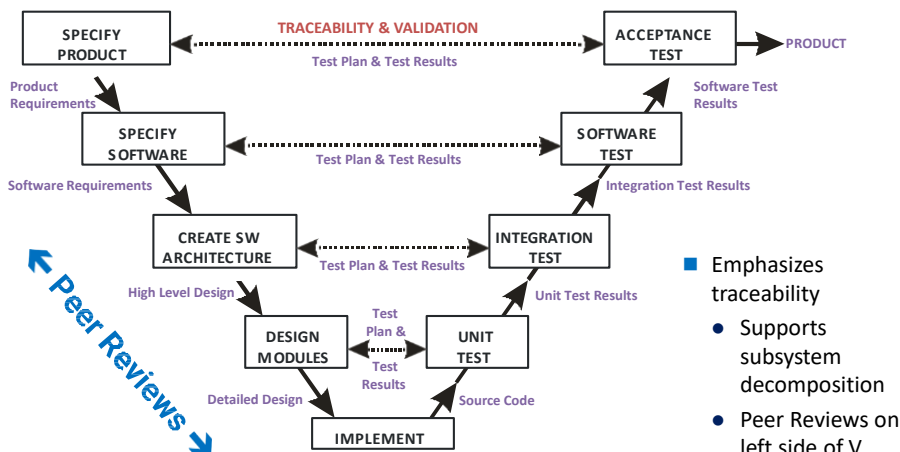 TRACEABILITY & VALIDATION
SPECIFY
PRODUCT
Test Plan & Test Results
ACCEPTANCE
TEST
PRODUCT
Product
Requirements
Software Test
Results
SPECIFY
SOFTWARE
Test Plan & Test Results
SOFTWARE
TEST
Software Requirements
Integration Test Results
CREATE SW
ARCHITECTURE
Test Plan & Test Results
INTEGRATION
TEST
High Level Design
Unit Test Results
DESIGN
MODULES
Test
Plan &
Test
Results
UNIT
TEST
Detailed Design
Source Code
IMPLEMENT
Peer Reviews
Emphasizes
traceability
Supports
subsystem
decomposition
Peer Reviews on
left side of V